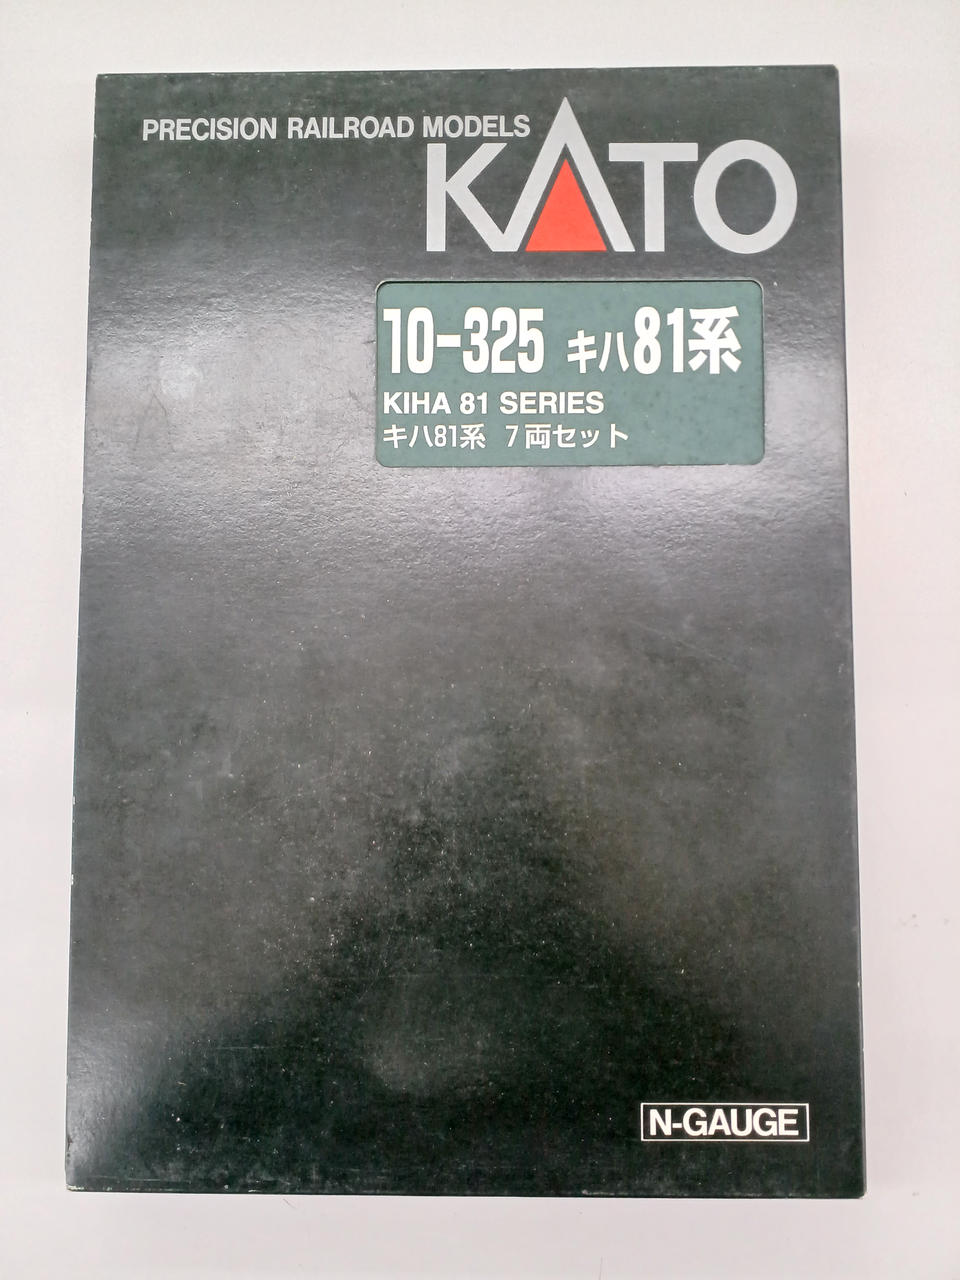 PRECISION RAILROAD MODELS
KATO
10-325 キハ81系
KIHA 81 SERIES
キハ81系 7両セット
N-GAUGE